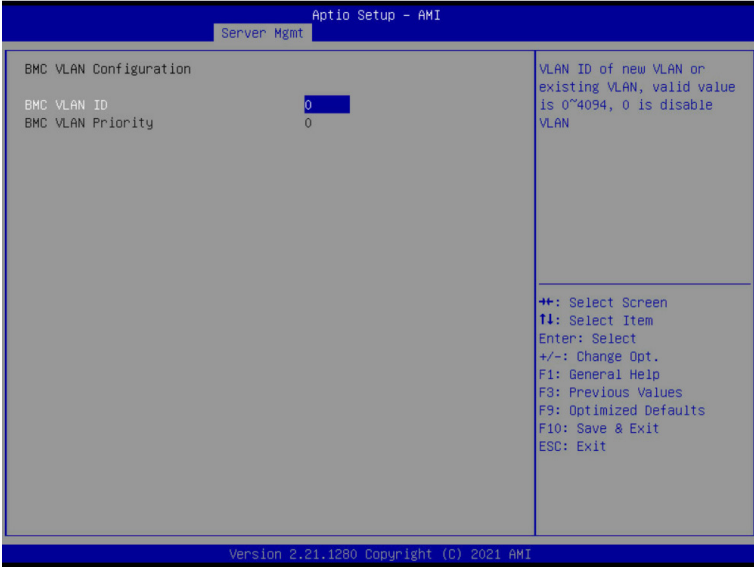 Aptio Setup – AMI
Server Mgmt
BMC VLAN Configuration
BMC VLAN ID 0
BMC VLAN Priority 0
VLAN ID of new VLAN or
existing VLAN, valid value
is 0~4094, 0 is disable
VLAN
→←: Select Screen
↑↓: Select Item
Enter: Select
+/-: Change Opt.
F1: General Help
F3: Previous Values
F9: Optimized Defaults
F10: Save & Exit
ESC: Exit
Version 2.21.1280 Copyright (C) 2021 AMI